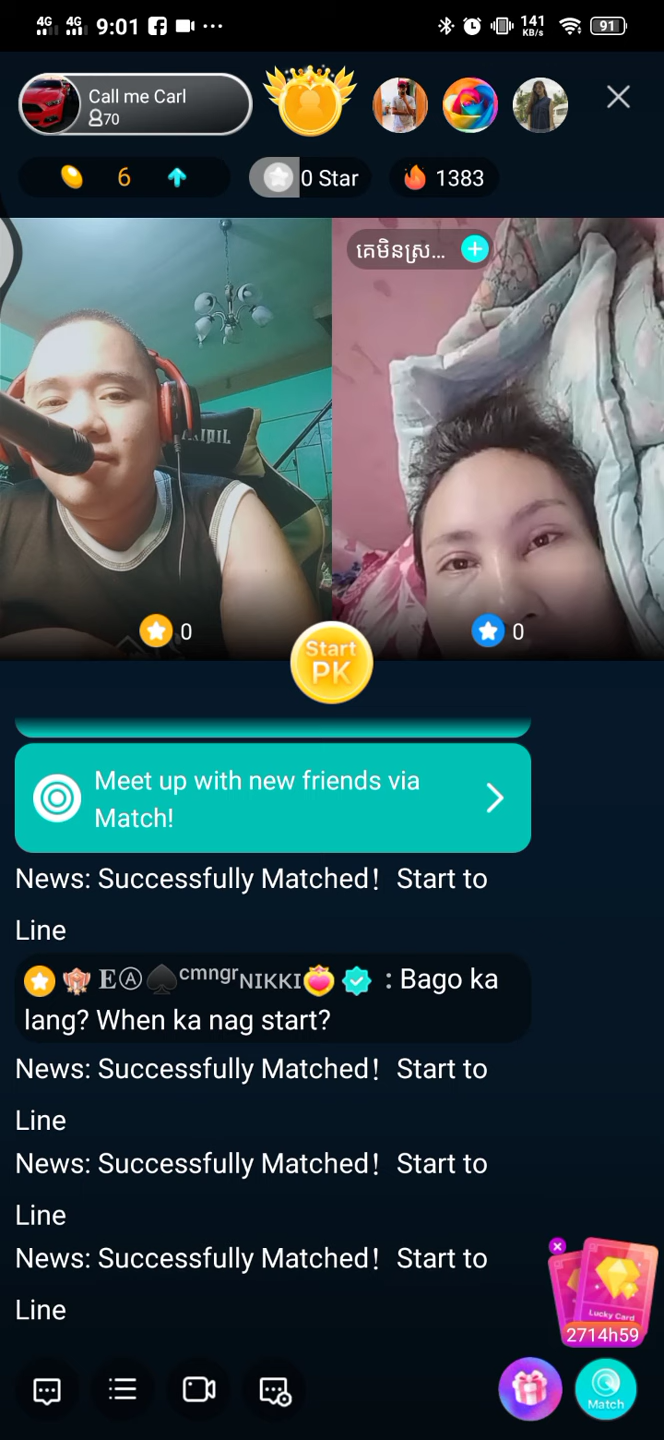 4G 4G 9:01 141 KB/s 91
Call me Carl
70
6 0 Star 1383
គេមិនស្រ...
0 0
Start
PK
Meet up with new friends via
Match!
News: Successfully Matched！ Start to
Line
EⒶ♠cmngrNIKKI : Bago ka
lang? When ka nag start?
News: Successfully Matched！ Start to
Line
News: Successfully Matched！ Start to
Line
News: Successfully Matched！ Start to
Line
Lucky Card
2714h59
Match